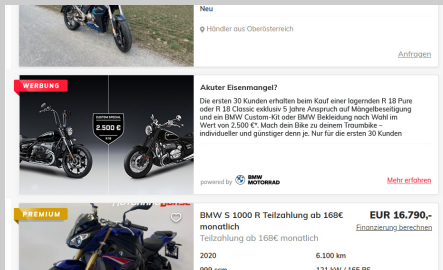 Neu
Händler aus Oberösterreich
Anfragen
WERBUNG
CUSTOM SPECIAL
2.500 €
Akuter Eisenmangel?
Die ersten 30 Kunden erhalten beim Kauf einer lagernden R 18 Pure
oder R 18 Classic exklusiv 5 Jahre Anspruch auf Mängelbeseitigung
und ein BMW Custom-Kit oder BMW Bekleidung nach Wahl im
Wert von 2.500 €*. Mach dein Bike zu deinem Traumbike –
individueller und günstiger denn je. Nur für die ersten 30 Kunden
powered by BMW
MOTORRAD
Mehr erfahren
PREMIUM
BMW S 1000 R Teilzahlung ab 168€
monatlich
Teilzahlung ab 168€ monatlich
EUR 16.790,-
Finanzierung berechnen
2020
6.100 km
999 ccm
121 kW / 165 PS